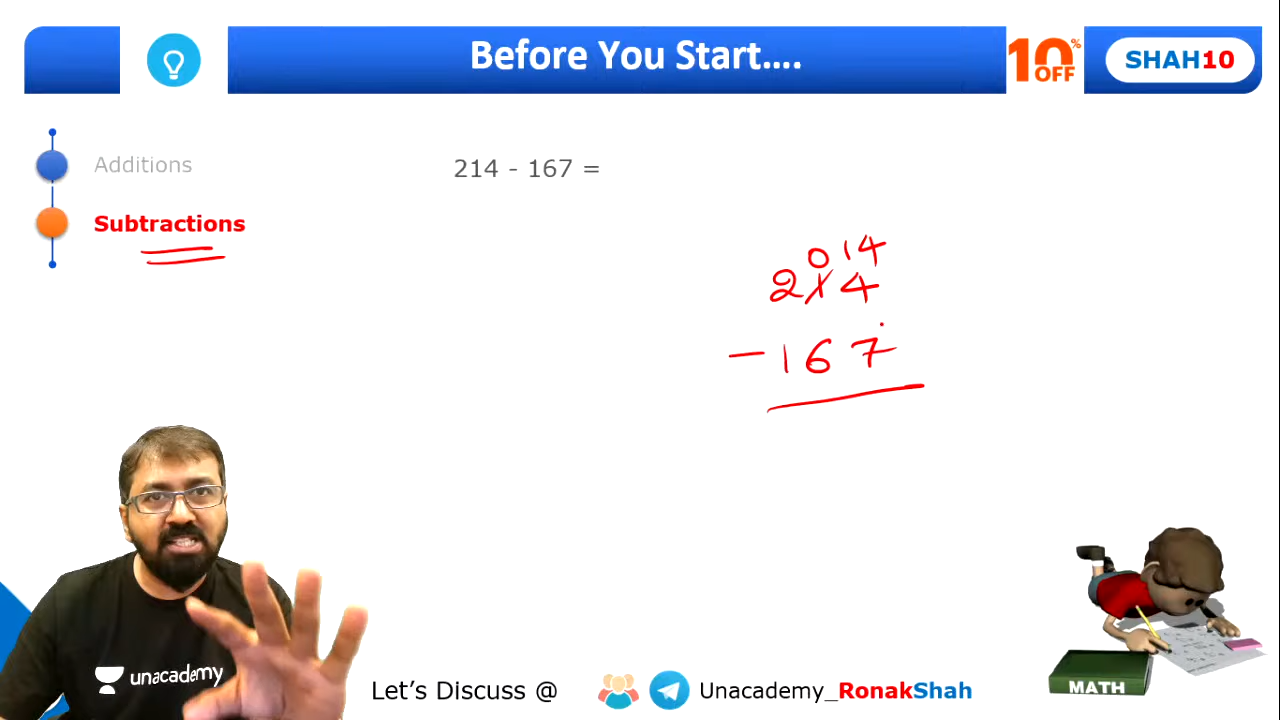 Before You Start....
10% OFF
SHAH10
Additions
Subtractions
214 - 167 =
0 14
2 1 4
- 1 6 7
unacademy
MATH
Let's Discuss @
Unacademy_RonakShah